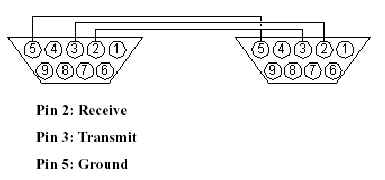 5 4 3 2 1 5 4 3 2 1
9 8 7 6 9 8 7 6
Pin 2: Receive
Pin 3: Transmit
Pin 5: Ground